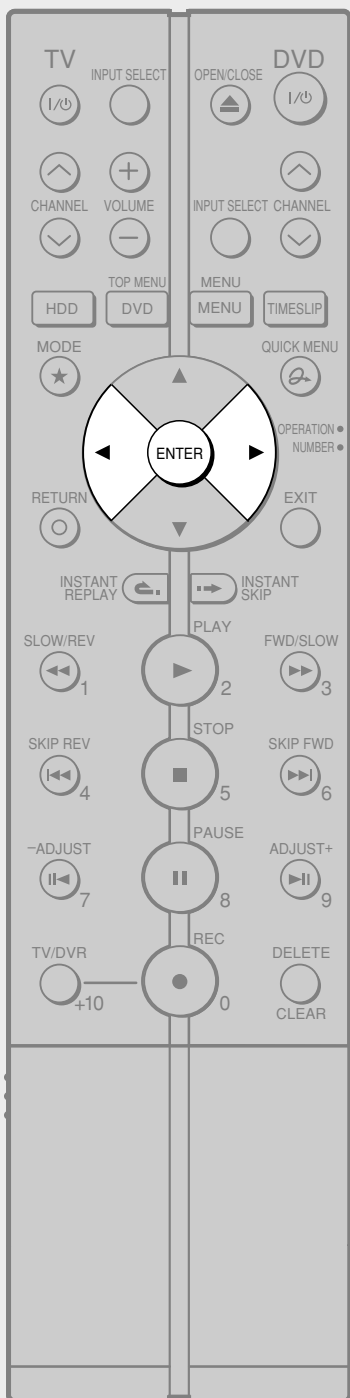 TV DVD
INPUT SELECT OPEN/CLOSE
CHANNEL VOLUME INPUT SELECT CHANNEL
TOP MENU MENU
HDD DVD MENU TIMESLIP
MODE QUICK MENU
OPERATION
ENTER NUMBER
RETURN EXIT
INSTANT REPLAY INSTANT SKIP
PLAY
SLOW/REV FWD/SLOW
1 2 3
STOP
SKIP REV SKIP FWD
4 5 6
PAUSE
−ADJUST ADJUST+
7 8 9
REC
TV/DVR DELETE
+10 0 CLEAR